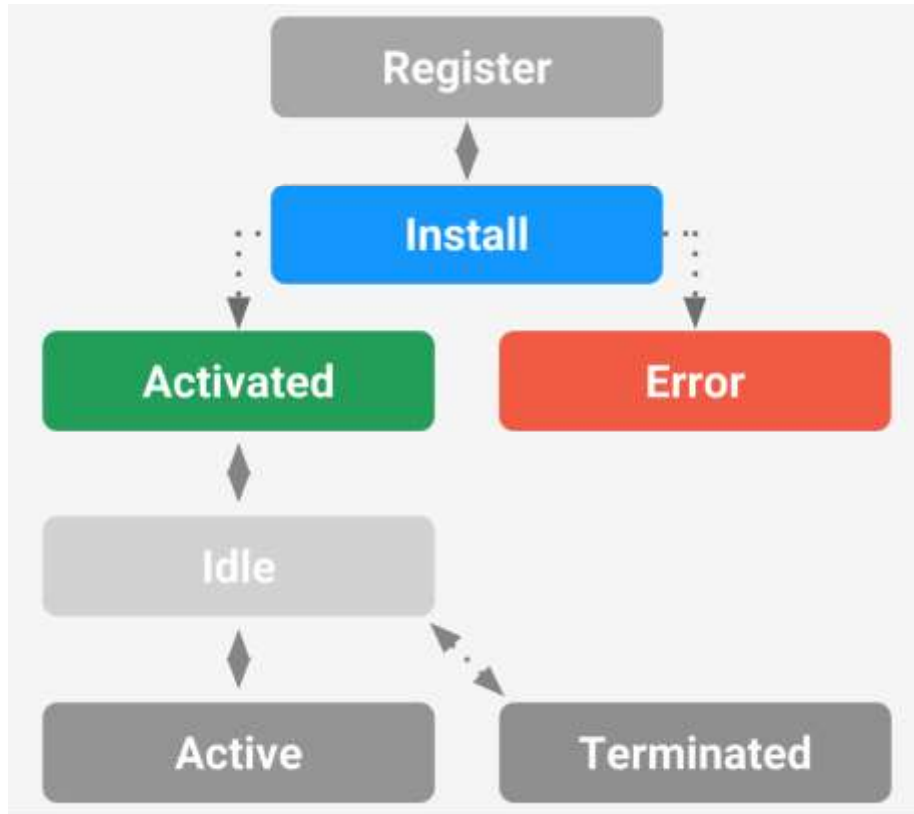 Register
Install
Activated
Error
Idle
Active
Terminated